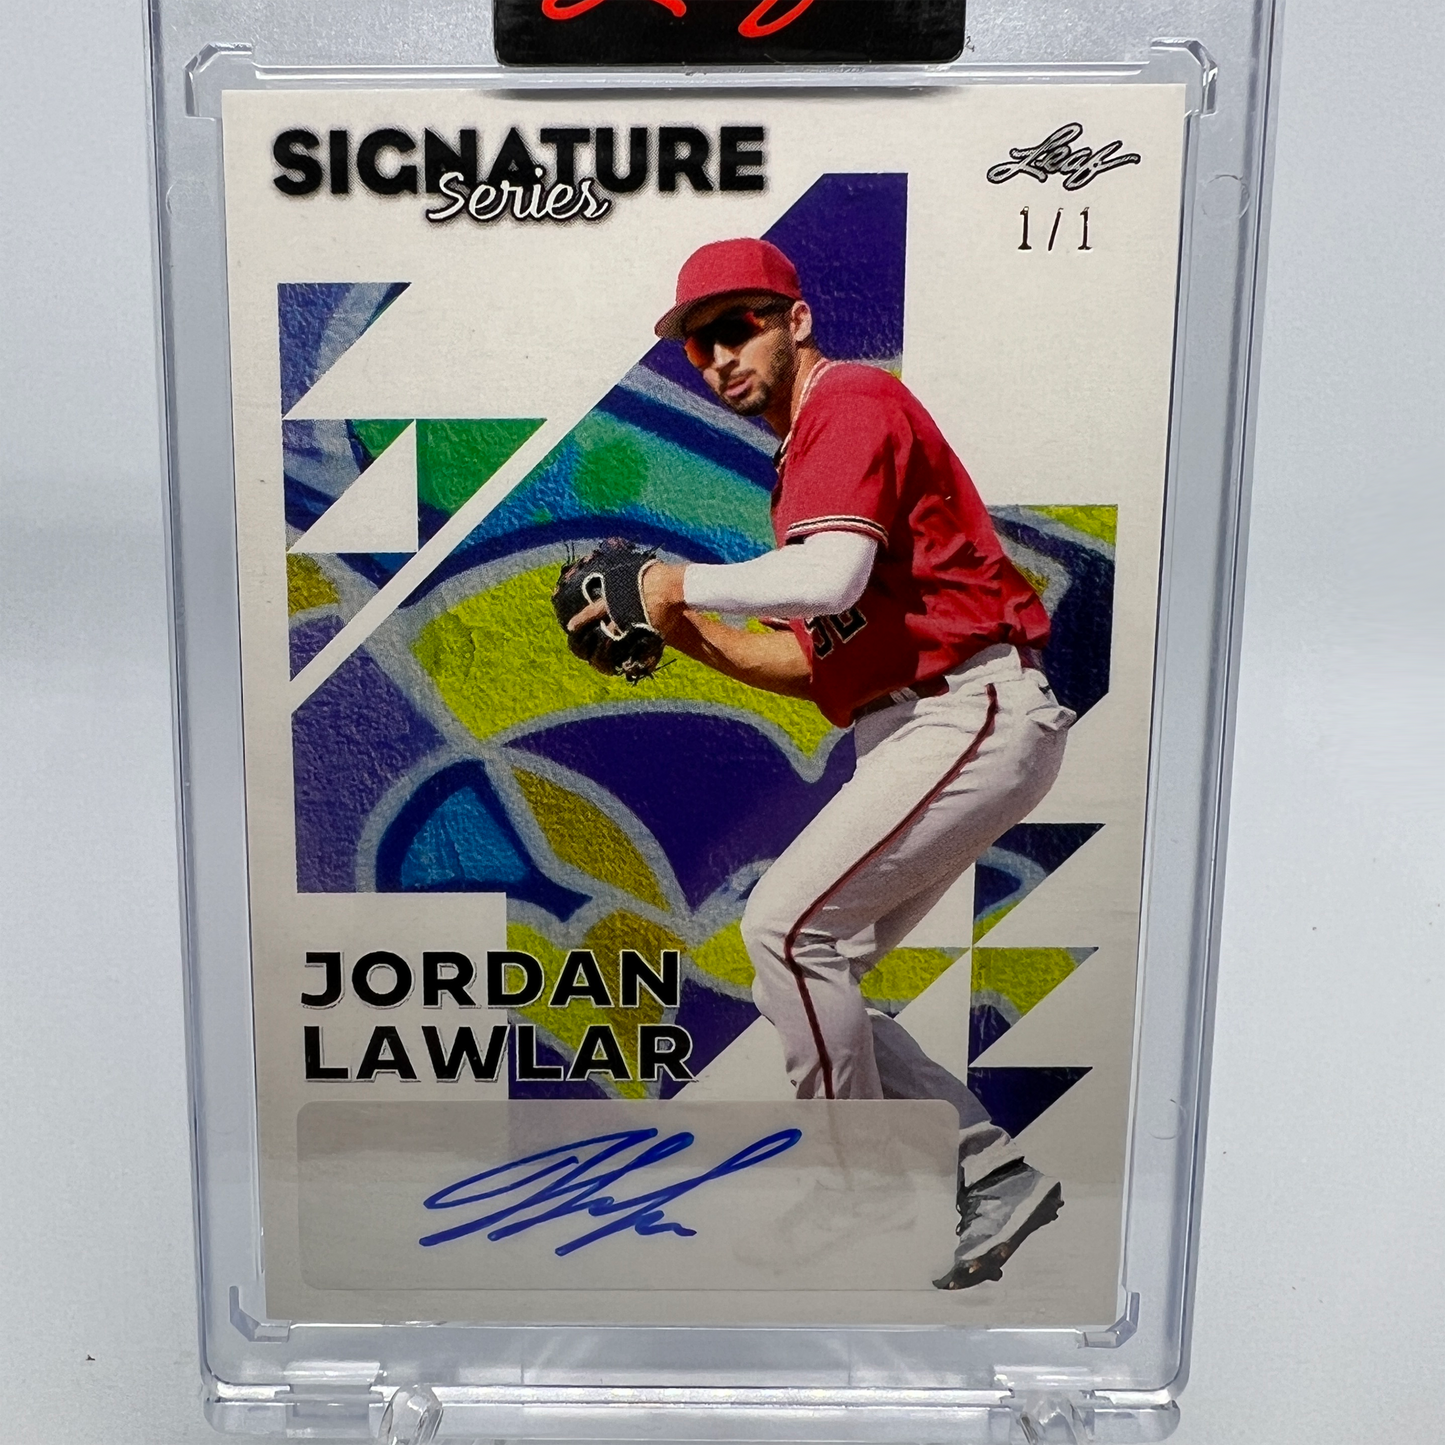 SIGNATURE
Series
Leaf
1/1
JORDAN
LAWLAR